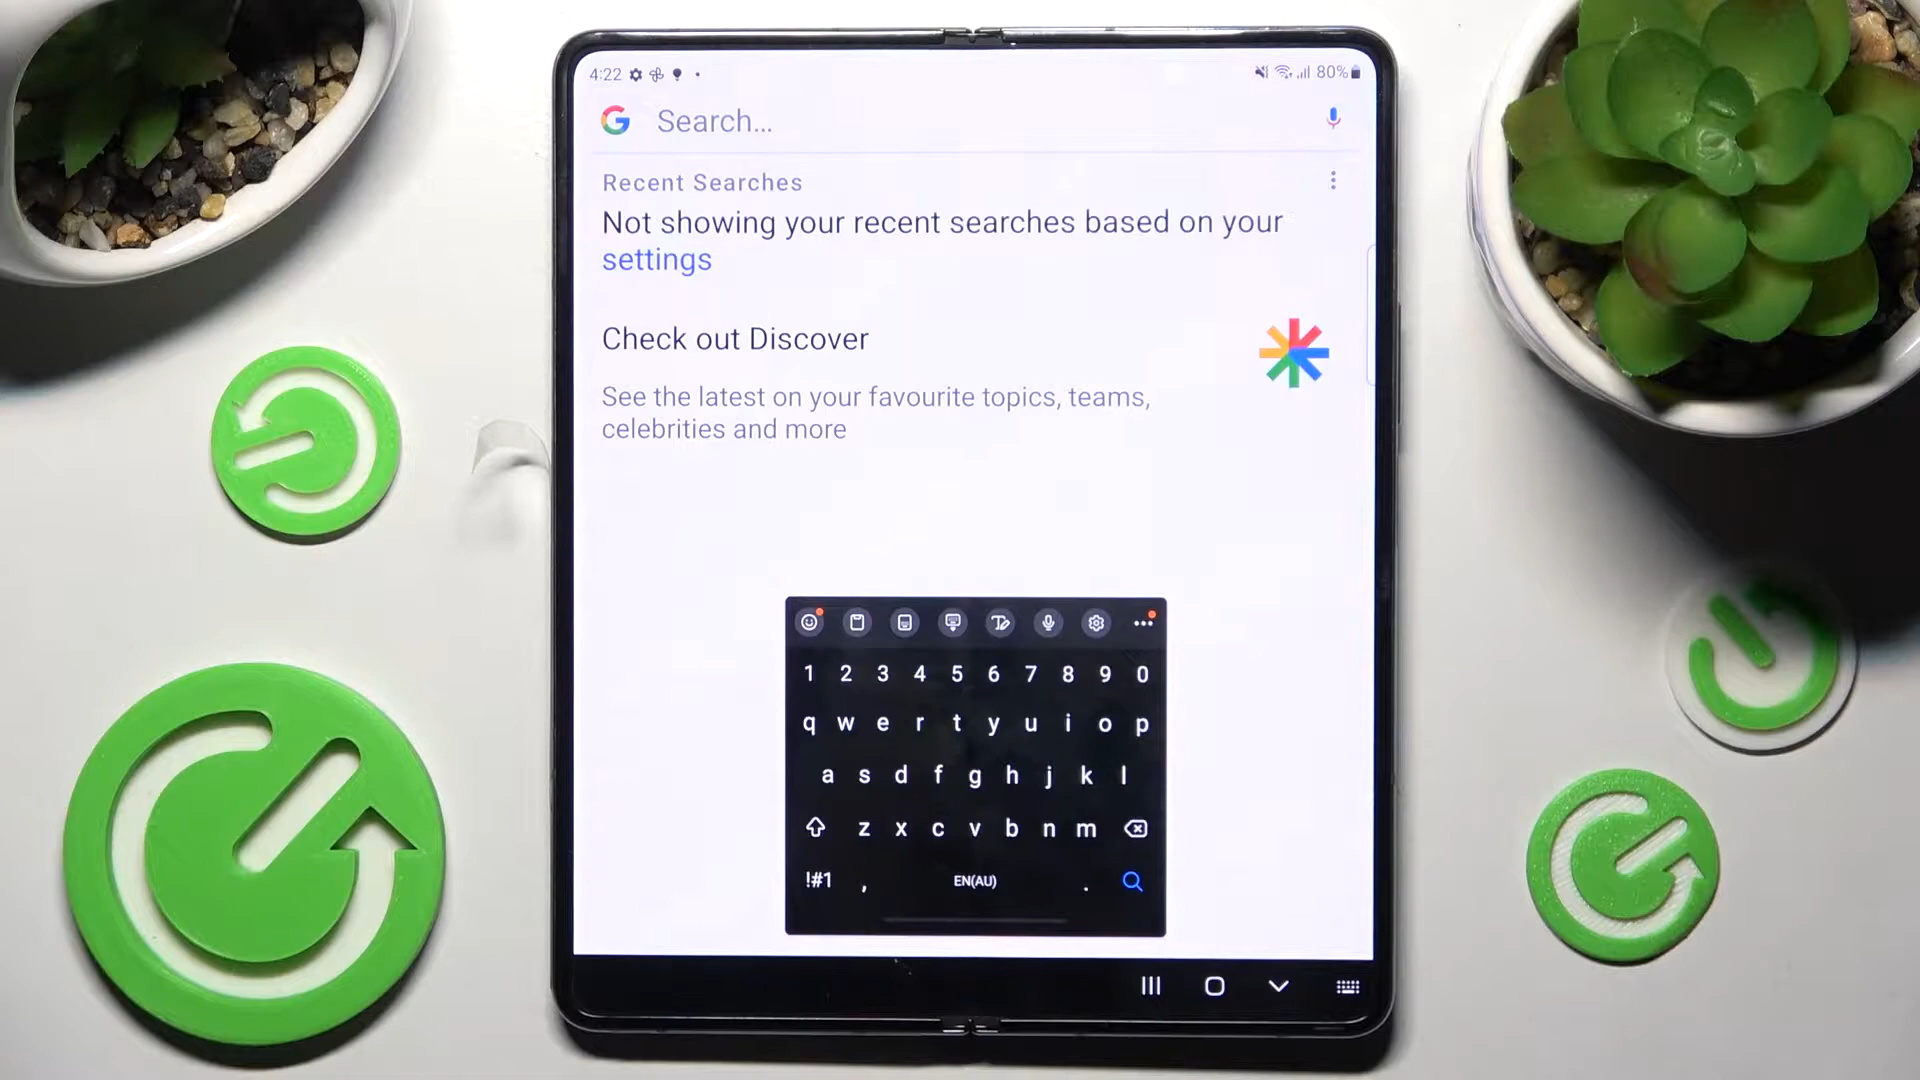 4:22 80%
Search...
Recent Searches
Not showing your recent searches based on your
settings
Check out Discover
See the latest on your favourite topics, teams,
celebrities and more
1 2 3 4 5 6 7 8 9 0
q w e r t y u i o p
a s d f g h j k l
z x c v b n m
!#1 , EN(AU) .